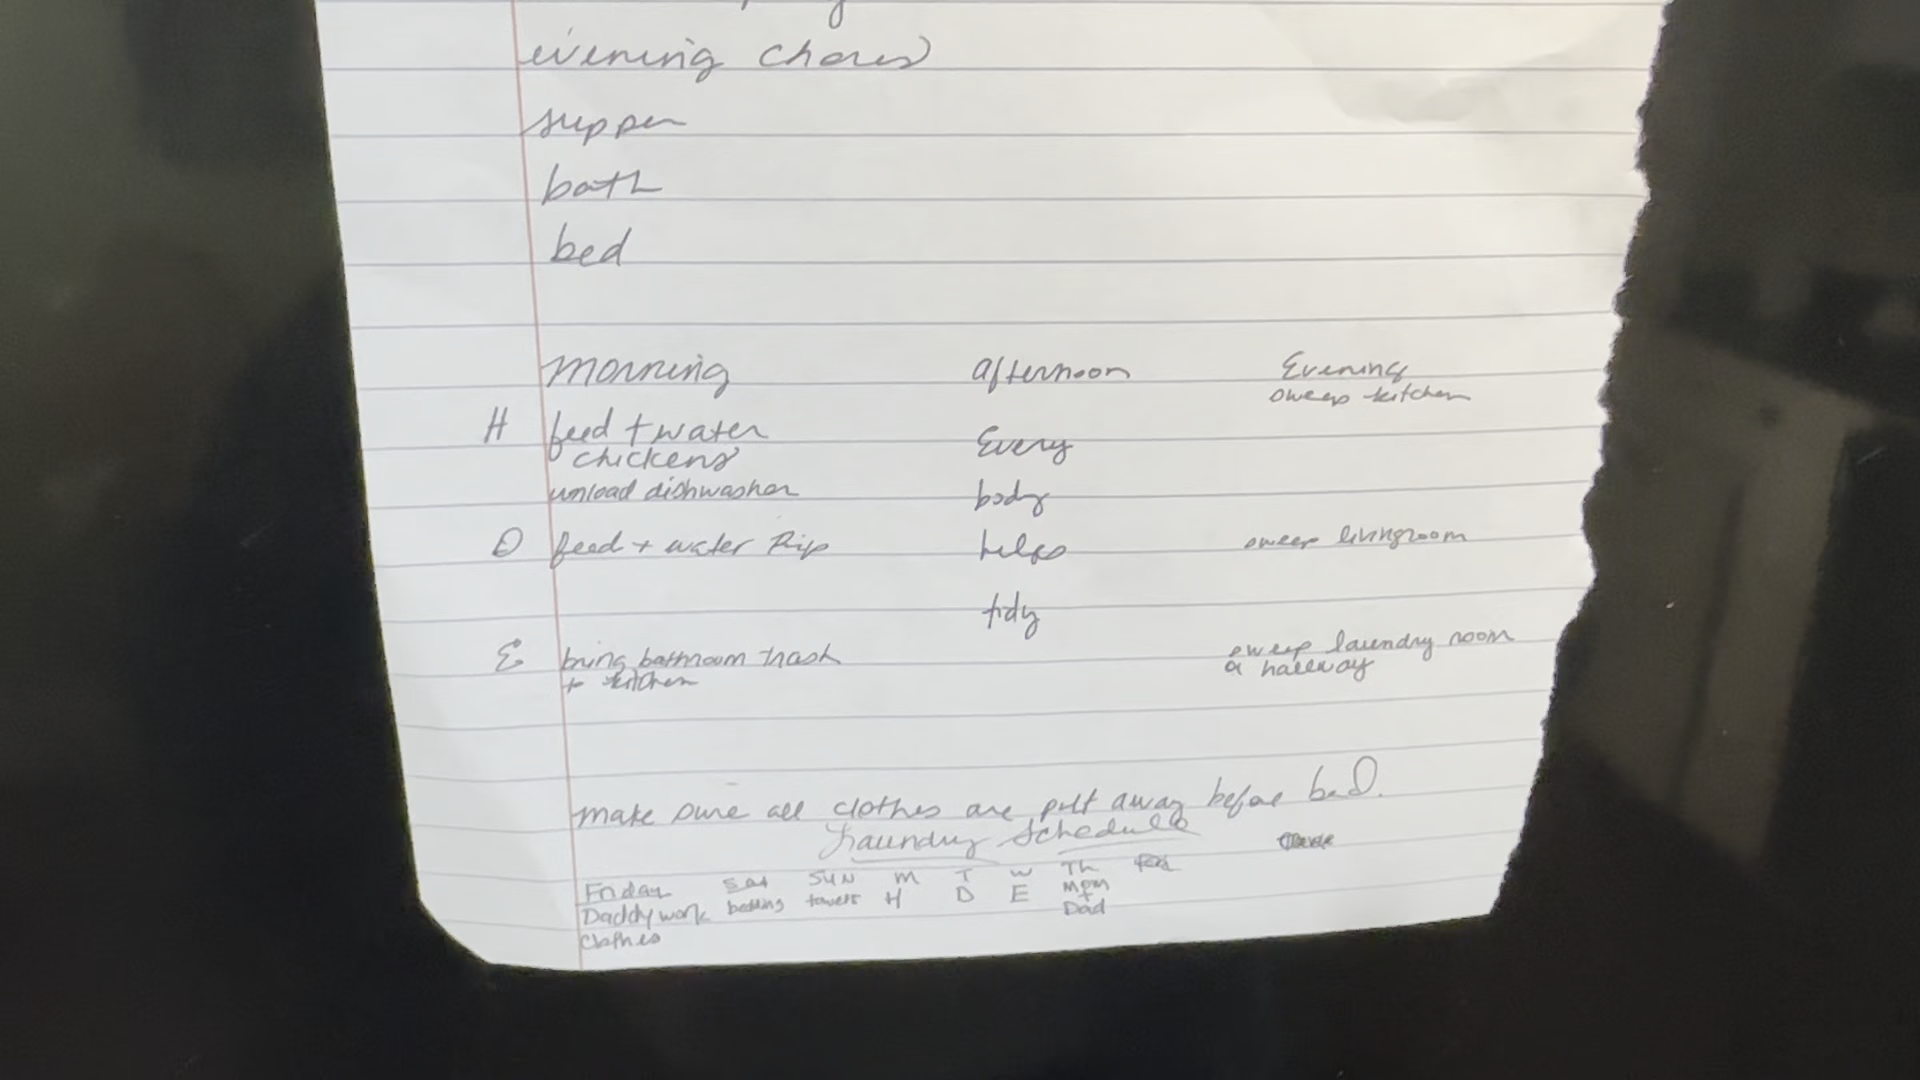 evening chores
supper
bath
bed
morning afternoon Evening
sweep kitchen
H feed + water Every
chickens
unload dishwasher body
D feed + water Rip helps sweep livingroom
tidy
E bring bathroom trash sweep laundry room
+ kitchen a hallway
make sure all clothes are put away before bed.
Laundry Schedule
Friday Sat SUN M T W Th
Daddy work bedding towels H D E Mom
clothes + Dad